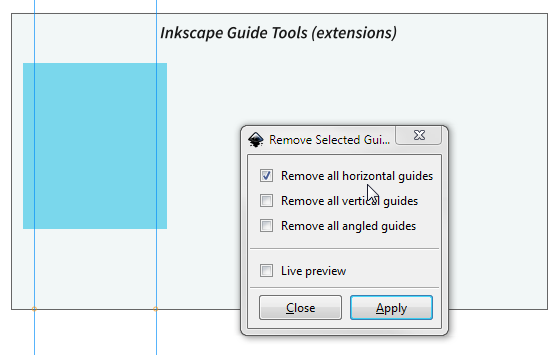 Inkscape Guide Tools (extensions)
Remove Selected Gui...
Remove all horizontal guides
Remove all vertical guides
Remove all angled guides
Live preview
Close
Apply